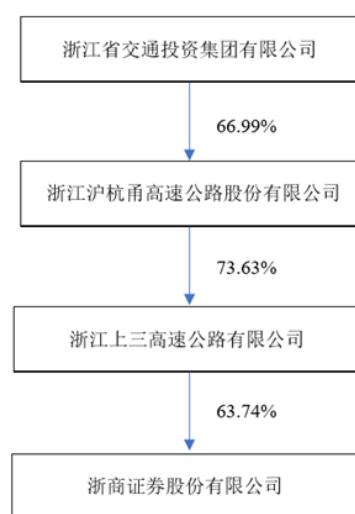 浙江省交通投资集团有限公司
66.99%
浙江沪杭甬高速公路股份有限公司
73.63%
浙江上三高速公路有限公司
63.74%
浙商证券股份有限公司